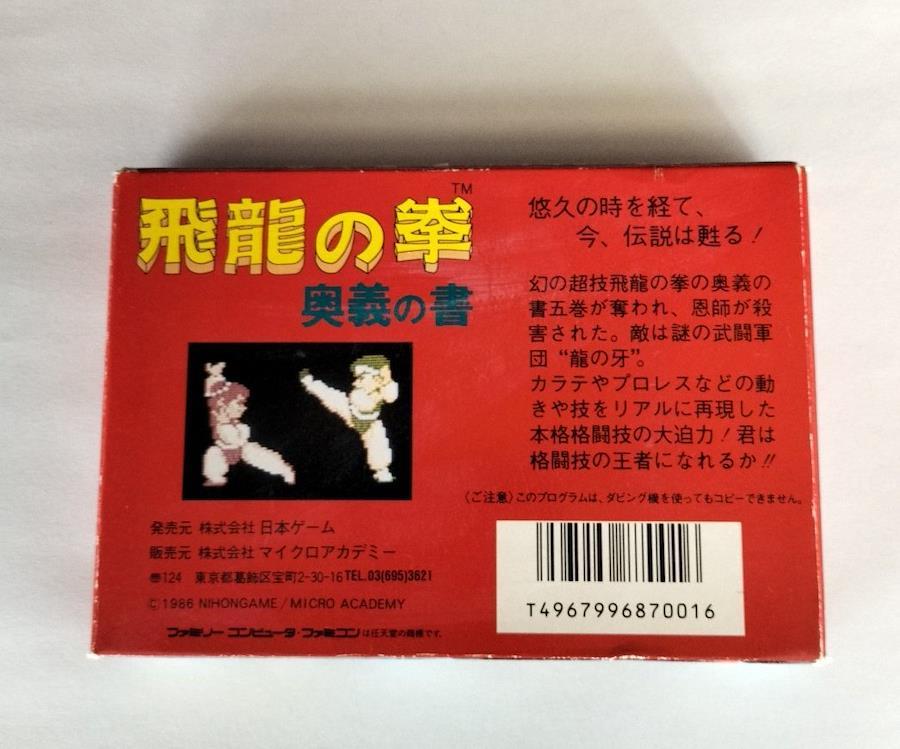 飛龍の拳
TM
奥義の書
悠久の時を経て、
今、伝説は甦る！
幻の超技飛龍の拳の奥義の
書五巻が奪われ、恩師が殺
害された。敵は謎の武闘軍
団“龍の牙”。
カラテやプロレスなどの動
きや技をリアルに再現した
本格格闘技の大迫力！君は
格闘技の王者になれるか!!
（ご注意）このプログラムは、ダビング機を使ってもコピーできません。
発売元 株式会社 日本ゲーム
販売元 株式会社 マイクロアカデミー
〠124 東京都葛飾区宝町2-30-16 TEL.03(695)3621
©1986 NIHONGAME/MICRO ACADEMY
ファミリー コンピュータ・ファミコンは任天堂の商標です。
T4967996870016